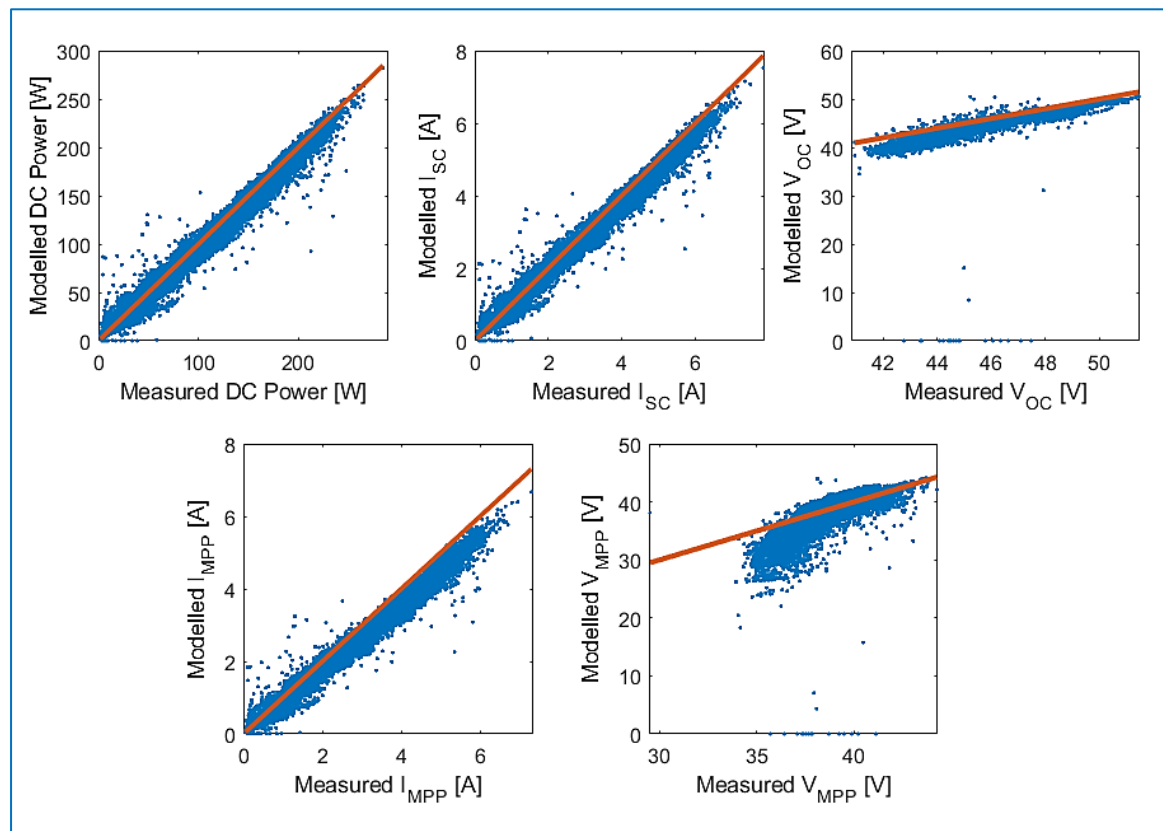 Modelled DC Power [W]
300
250
200
150
100
50
0
0 100 200
Measured DC Power [W]
Modelled I_SC [A]
8
6
4
2
0
0 2 4 6
Measured I_SC [A]
Modelled V_OC [V]
60
50
40
30
20
10
0
42 44 46 48 50
Measured V_OC [V]
Modelled I_MPP [A]
8
6
4
2
0
0 2 4 6
Measured I_MPP [A]
Modelled V_MPP [V]
50
40
30
20
10
0
30 35 40
Measured V_MPP [V]